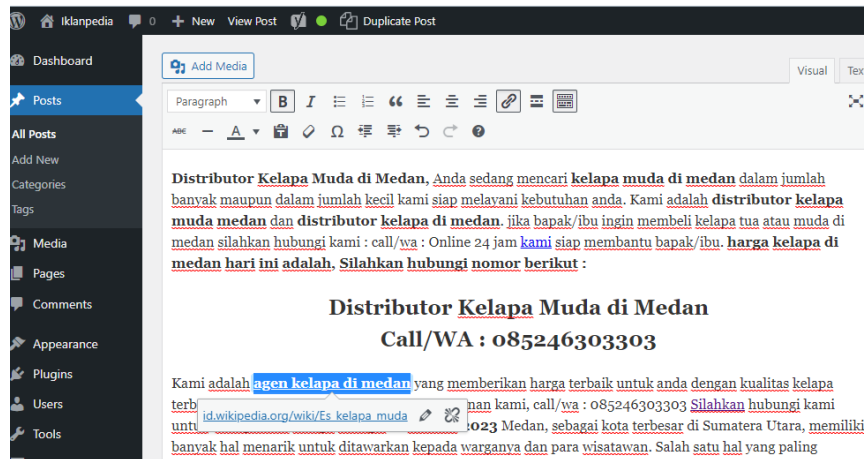 Iklanpedia 0 + New View Post Duplicate Post
Dashboard
Posts
All Posts
Add New
Categories
Tags
Media
Pages
Comments
Appearance
Plugins
Users
Tools
Add Media
Visual
Paragraph B I
ABC A Ω
Distributor Kelapa Muda di Medan, Anda sedang mencari kelapa muda di medan dalam jumlah
banyak maupun dalam jumlah kecil kami siap melayani kebutuhan anda. Kami adalah distributor kelapa
muda medan dan distributor kelapa di medan. jika bapak/ibu ingin membeli kelapa tua atau muda di
medan silahkan hubungi kami : call/wa : Online 24 jam kami siap membantu bapak/ibu. harga kelapa di
medan hari ini adalah, Silahkan hubungi nomor berikut :
Distributor Kelapa Muda di Medan
Call/WA : 085246303303
Kami adalah agen kelapa di medan yang memberikan harga terbaik untuk anda dengan kualitas kelapa
kami, call/wa : 085246303303 Silahkan hubungi kami
id.wikipedia.org/wiki/Es_kelapa_muda
2023 Medan, sebagai kota terbesar di Sumatera Utara, memiliki
banyak hal menarik untuk ditawarkan kepada warganya dan para wisatawan. Salah satu hal yang paling